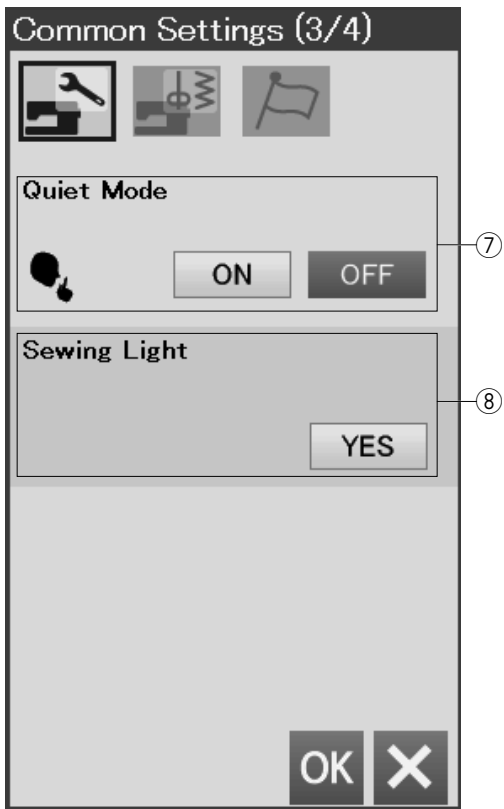 Common Settings (3/4)
Quiet Mode
ON OFF
⑦
Sewing Light
⑧
YES
OK